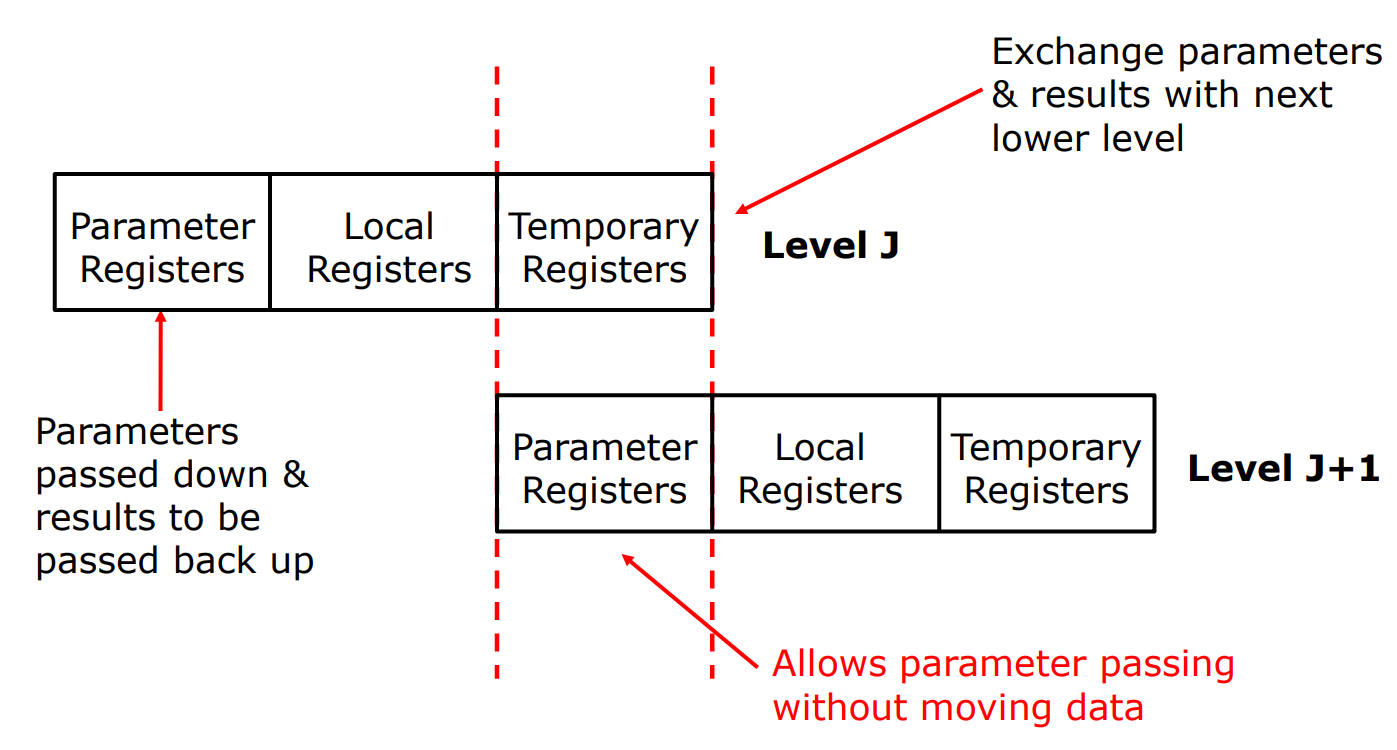 Exchange parameters
& results with next
lower level
Parameter
Registers
Local
Registers
Temporary
Registers
Level J
Parameters
passed down &
results to be
passed back up
Parameter
Registers
Local
Registers
Temporary
Registers
Level J+1
Allows parameter passing
without moving data